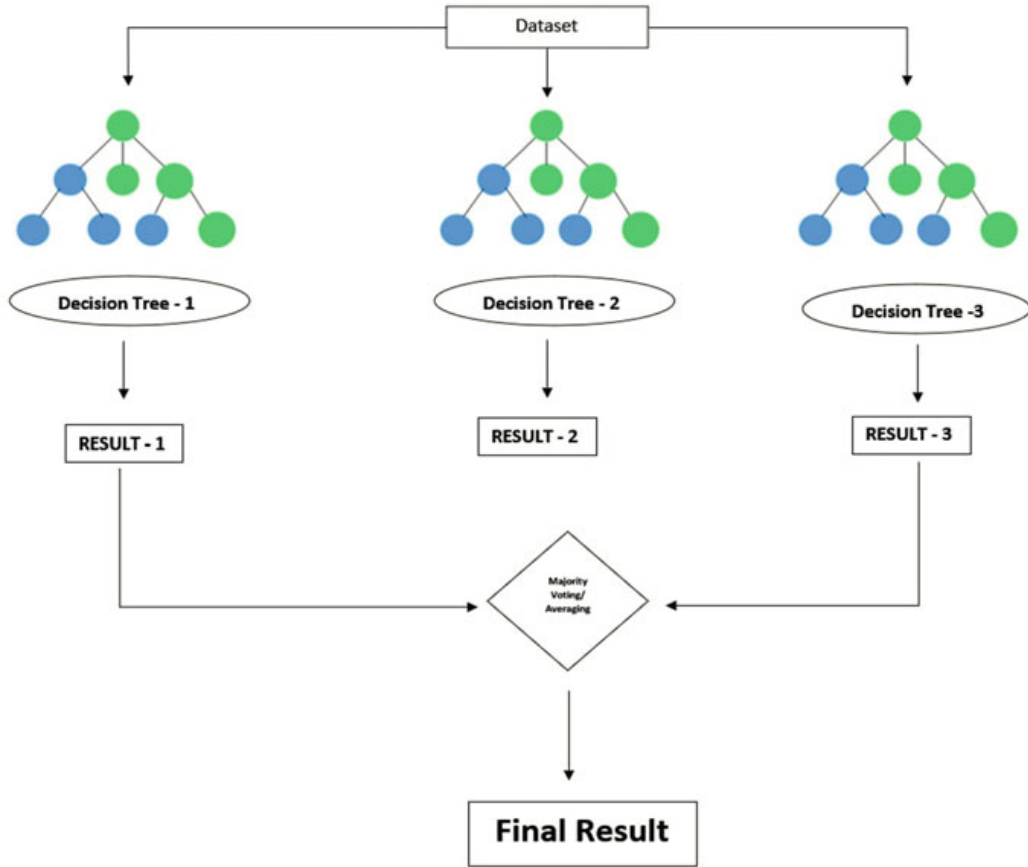 Dataset
Decision Tree - 1
Decision Tree - 2
Decision Tree -3
RESULT - 1
RESULT - 2
RESULT - 3
Majority
Voting/
Averaging
Final Result